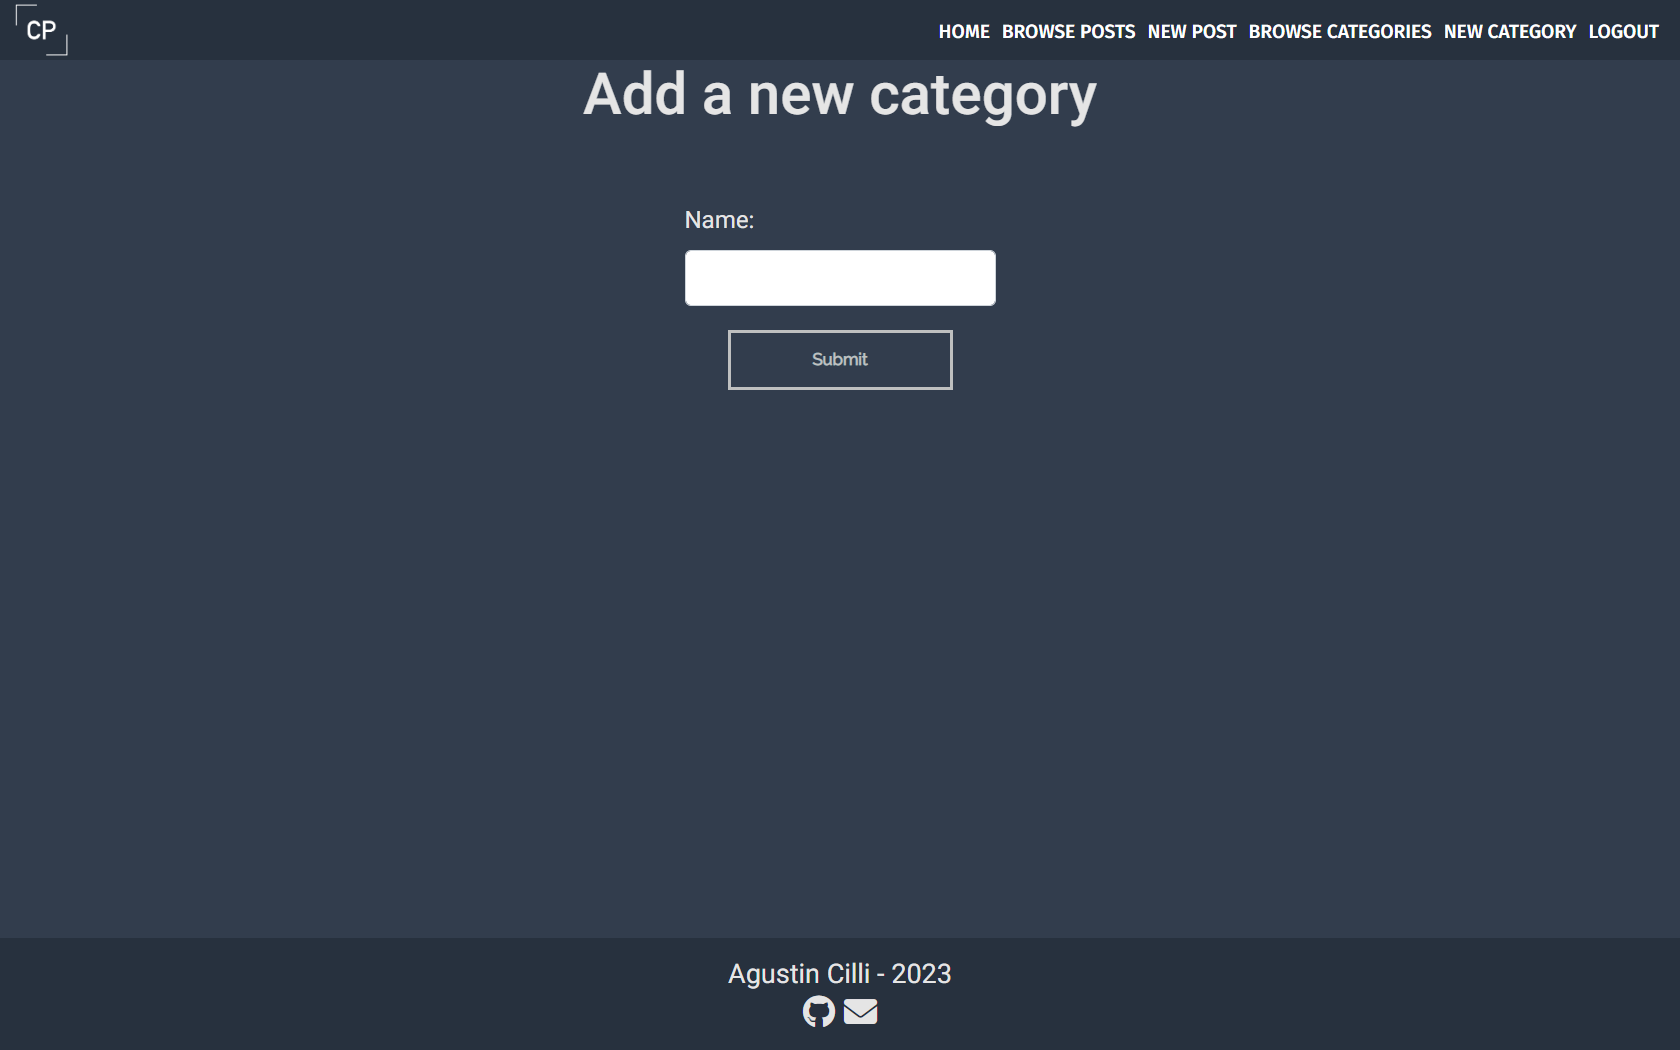 CP
HOME BROWSE POSTS NEW POST BROWSE CATEGORIES NEW CATEGORY LOGOUT
Add a new category
Name:
Submit
Agustin Cilli - 2023